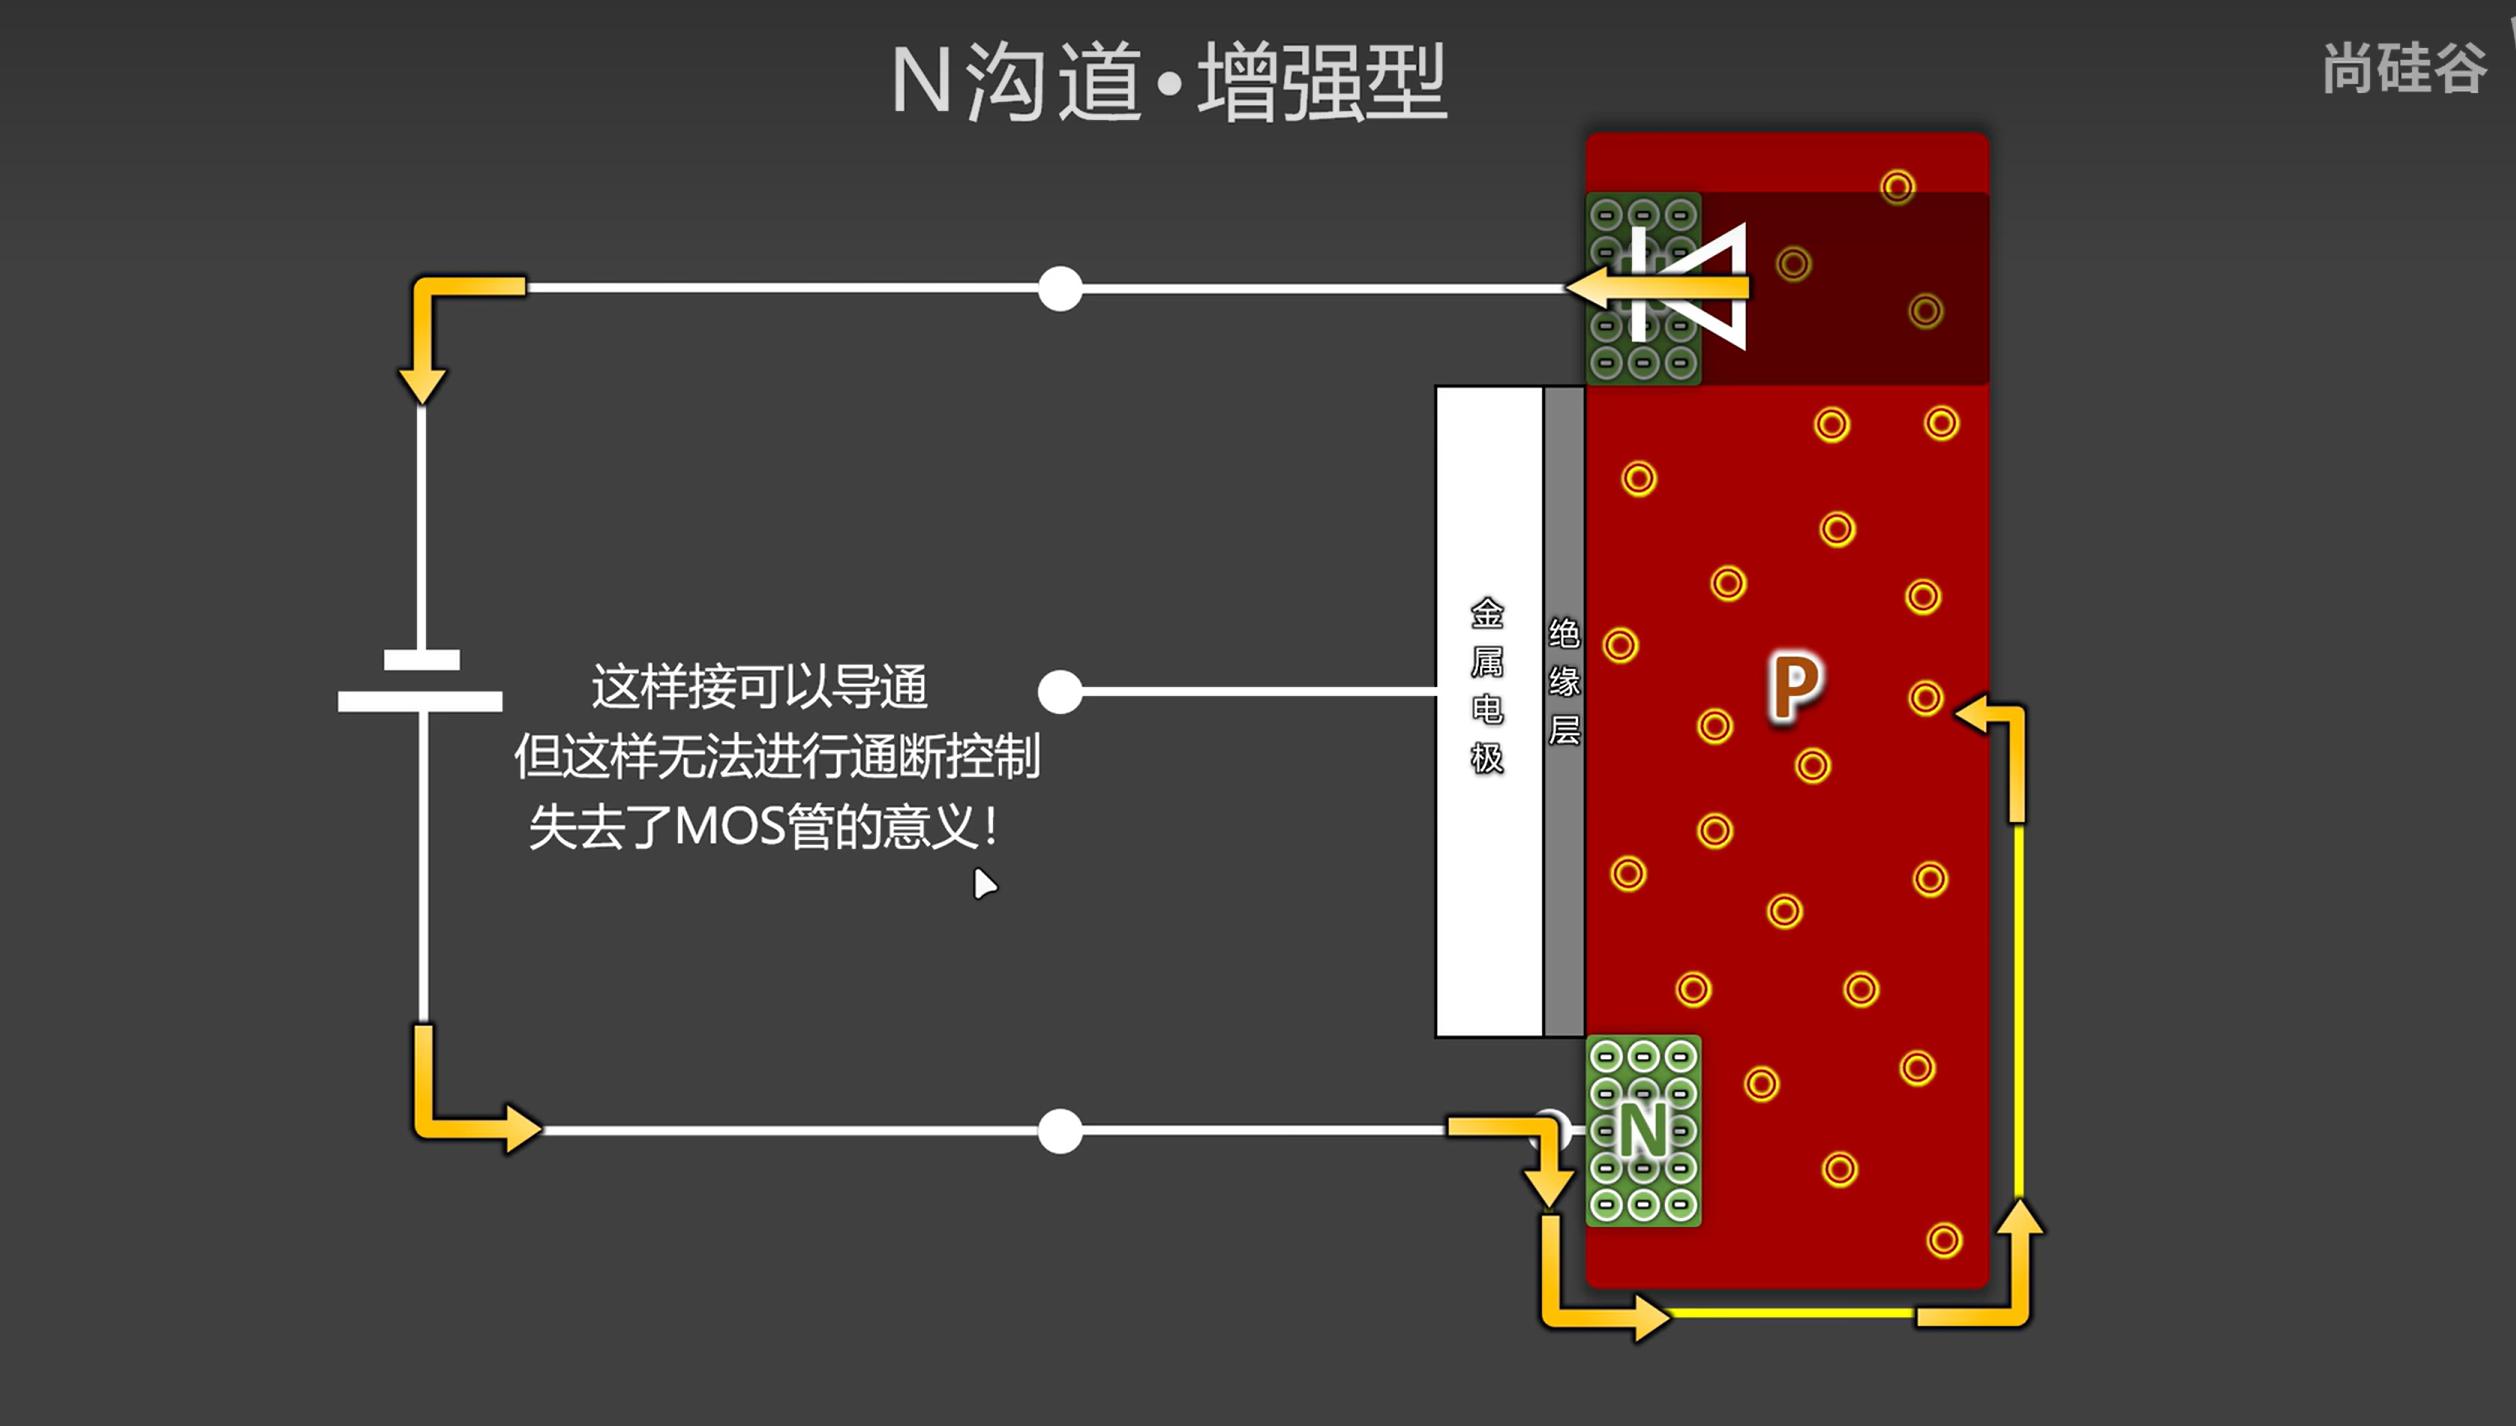 N沟道•增强型
尚硅谷
金属电极
绝缘层
P
这样接可以导通
但这样无法进行通断控制
失去了MOS管的意义！
N